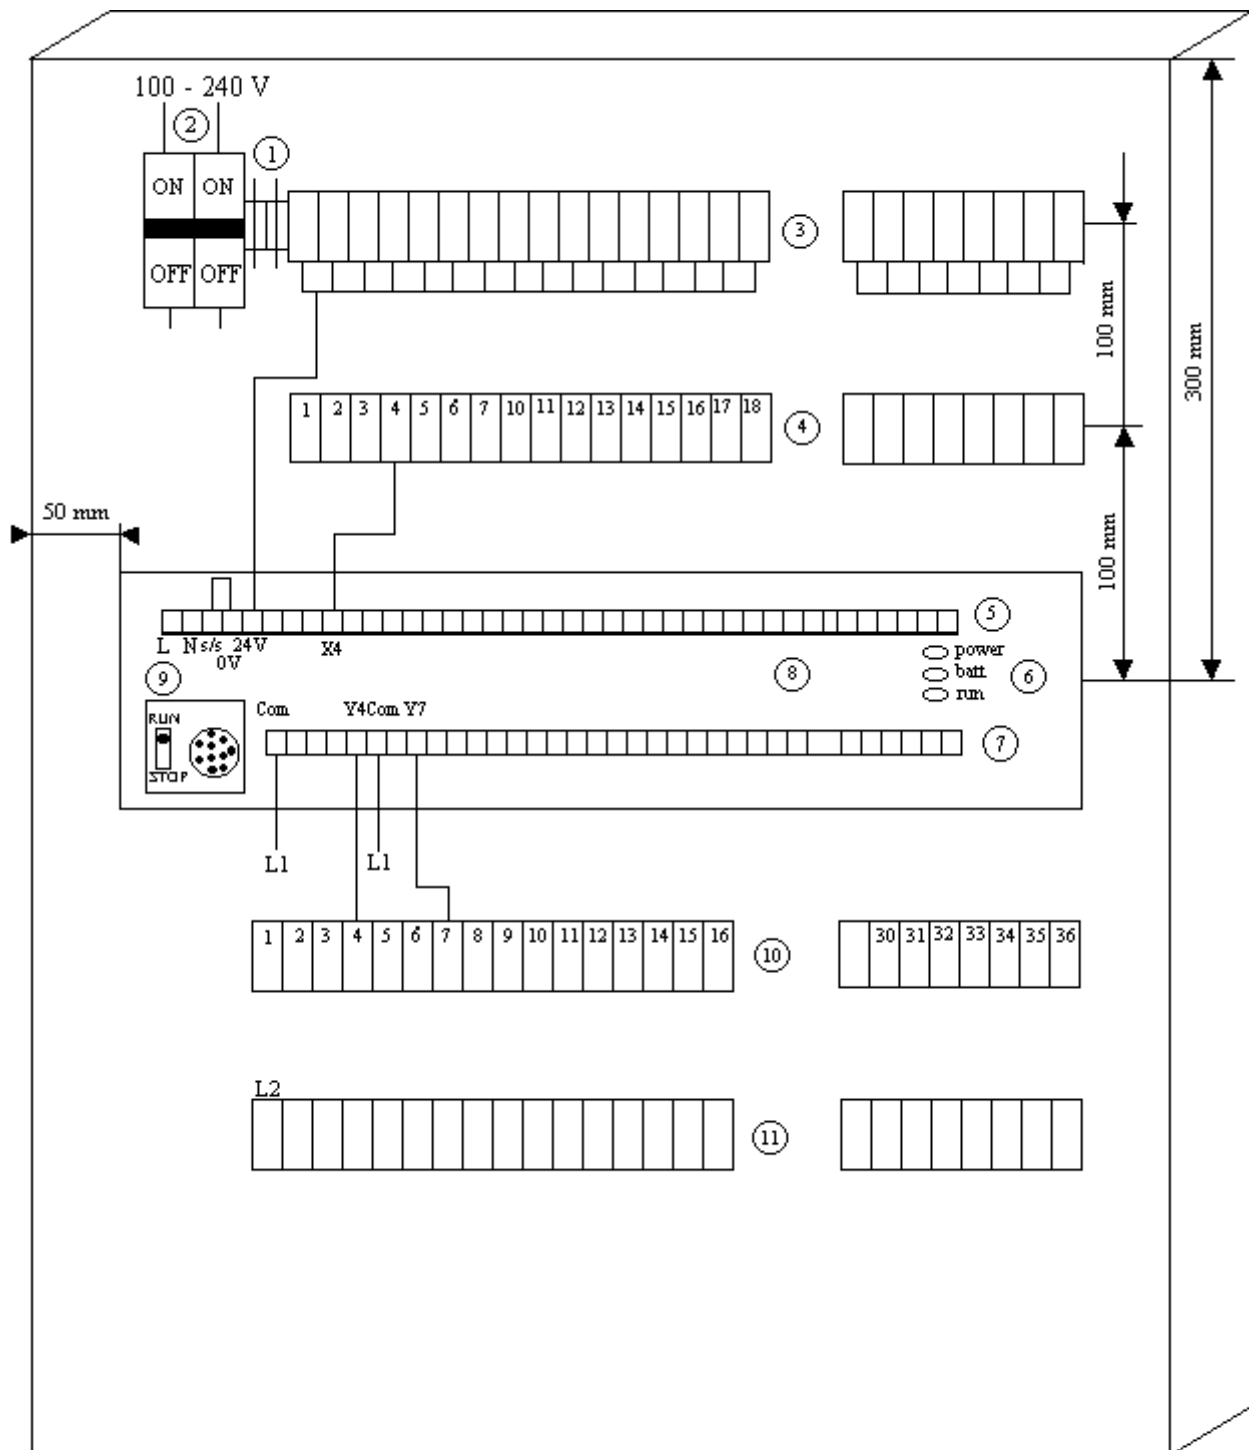 100 - 240 V
2
1
ON ON
OFF OFF
3
100 mm
300 mm
1 2 3 4 5 6 7 10 11 12 13 14 15 16 17 18
4
50 mm
100 mm
5
L N s/s 24V X4
0V
power
batt
run
6
8
9
RUN
STOP
Com Y4 Com Y7
7
L1 L1
1 2 3 4 5 6 7 8 9 10 11 12 13 14 15 16
10
30 31 32 33 34 35 36
L2
11